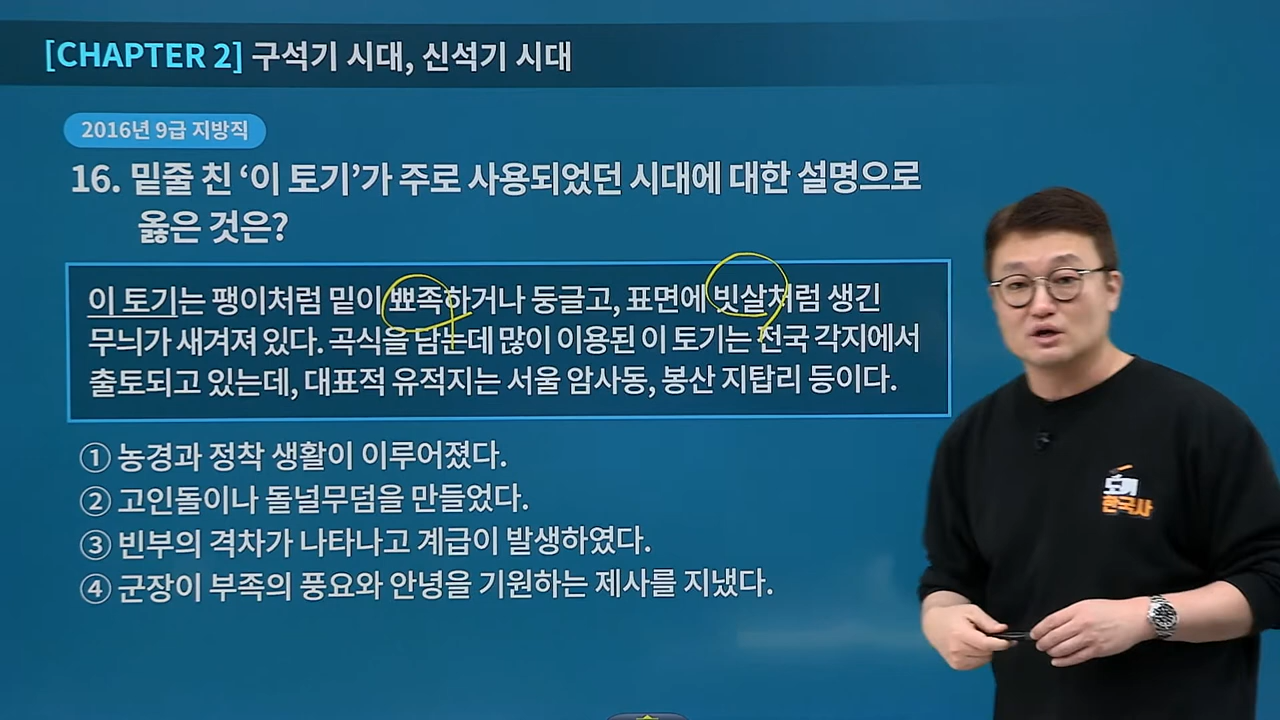 [CHAPTER 2] 구석기 시대, 신석기 시대
2016년 9급 지방직
16. 밑줄 친 ‘이 토기’가 주로 사용되었던 시대에 대한 설명으로
옳은 것은?
이 토기는 팽이처럼 밑이 뾰족하거나 둥글고, 표면에 빗살처럼 생긴
무늬가 새겨져 있다. 곡식을 담는데 많이 이용된 이 토기는 전국 각지에서
출토되고 있는데, 대표적 유적지는 서울 암사동, 봉산 지탑리 등이다.
① 농경과 정착 생활이 이루어졌다.
② 고인돌이나 돌널무덤을 만들었다.
③ 빈부의 격차가 나타나고 계급이 발생하였다.
④ 군장이 부족의 풍요와 안녕을 기원하는 제사를 지냈다.
한국사